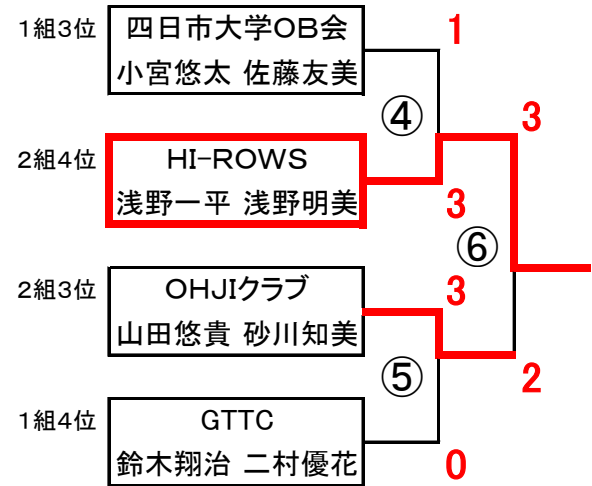 1組3位
四日市大学OB会
小宮悠太 佐藤友美
1
④
3
2組4位
HI-ROWS
浅野一平 浅野明美
3
⑥
2組3位
OHJIクラブ
山田悠貴 砂川知美
3
⑤
2
1組4位
GTTC
鈴木翔治 二村優花
0